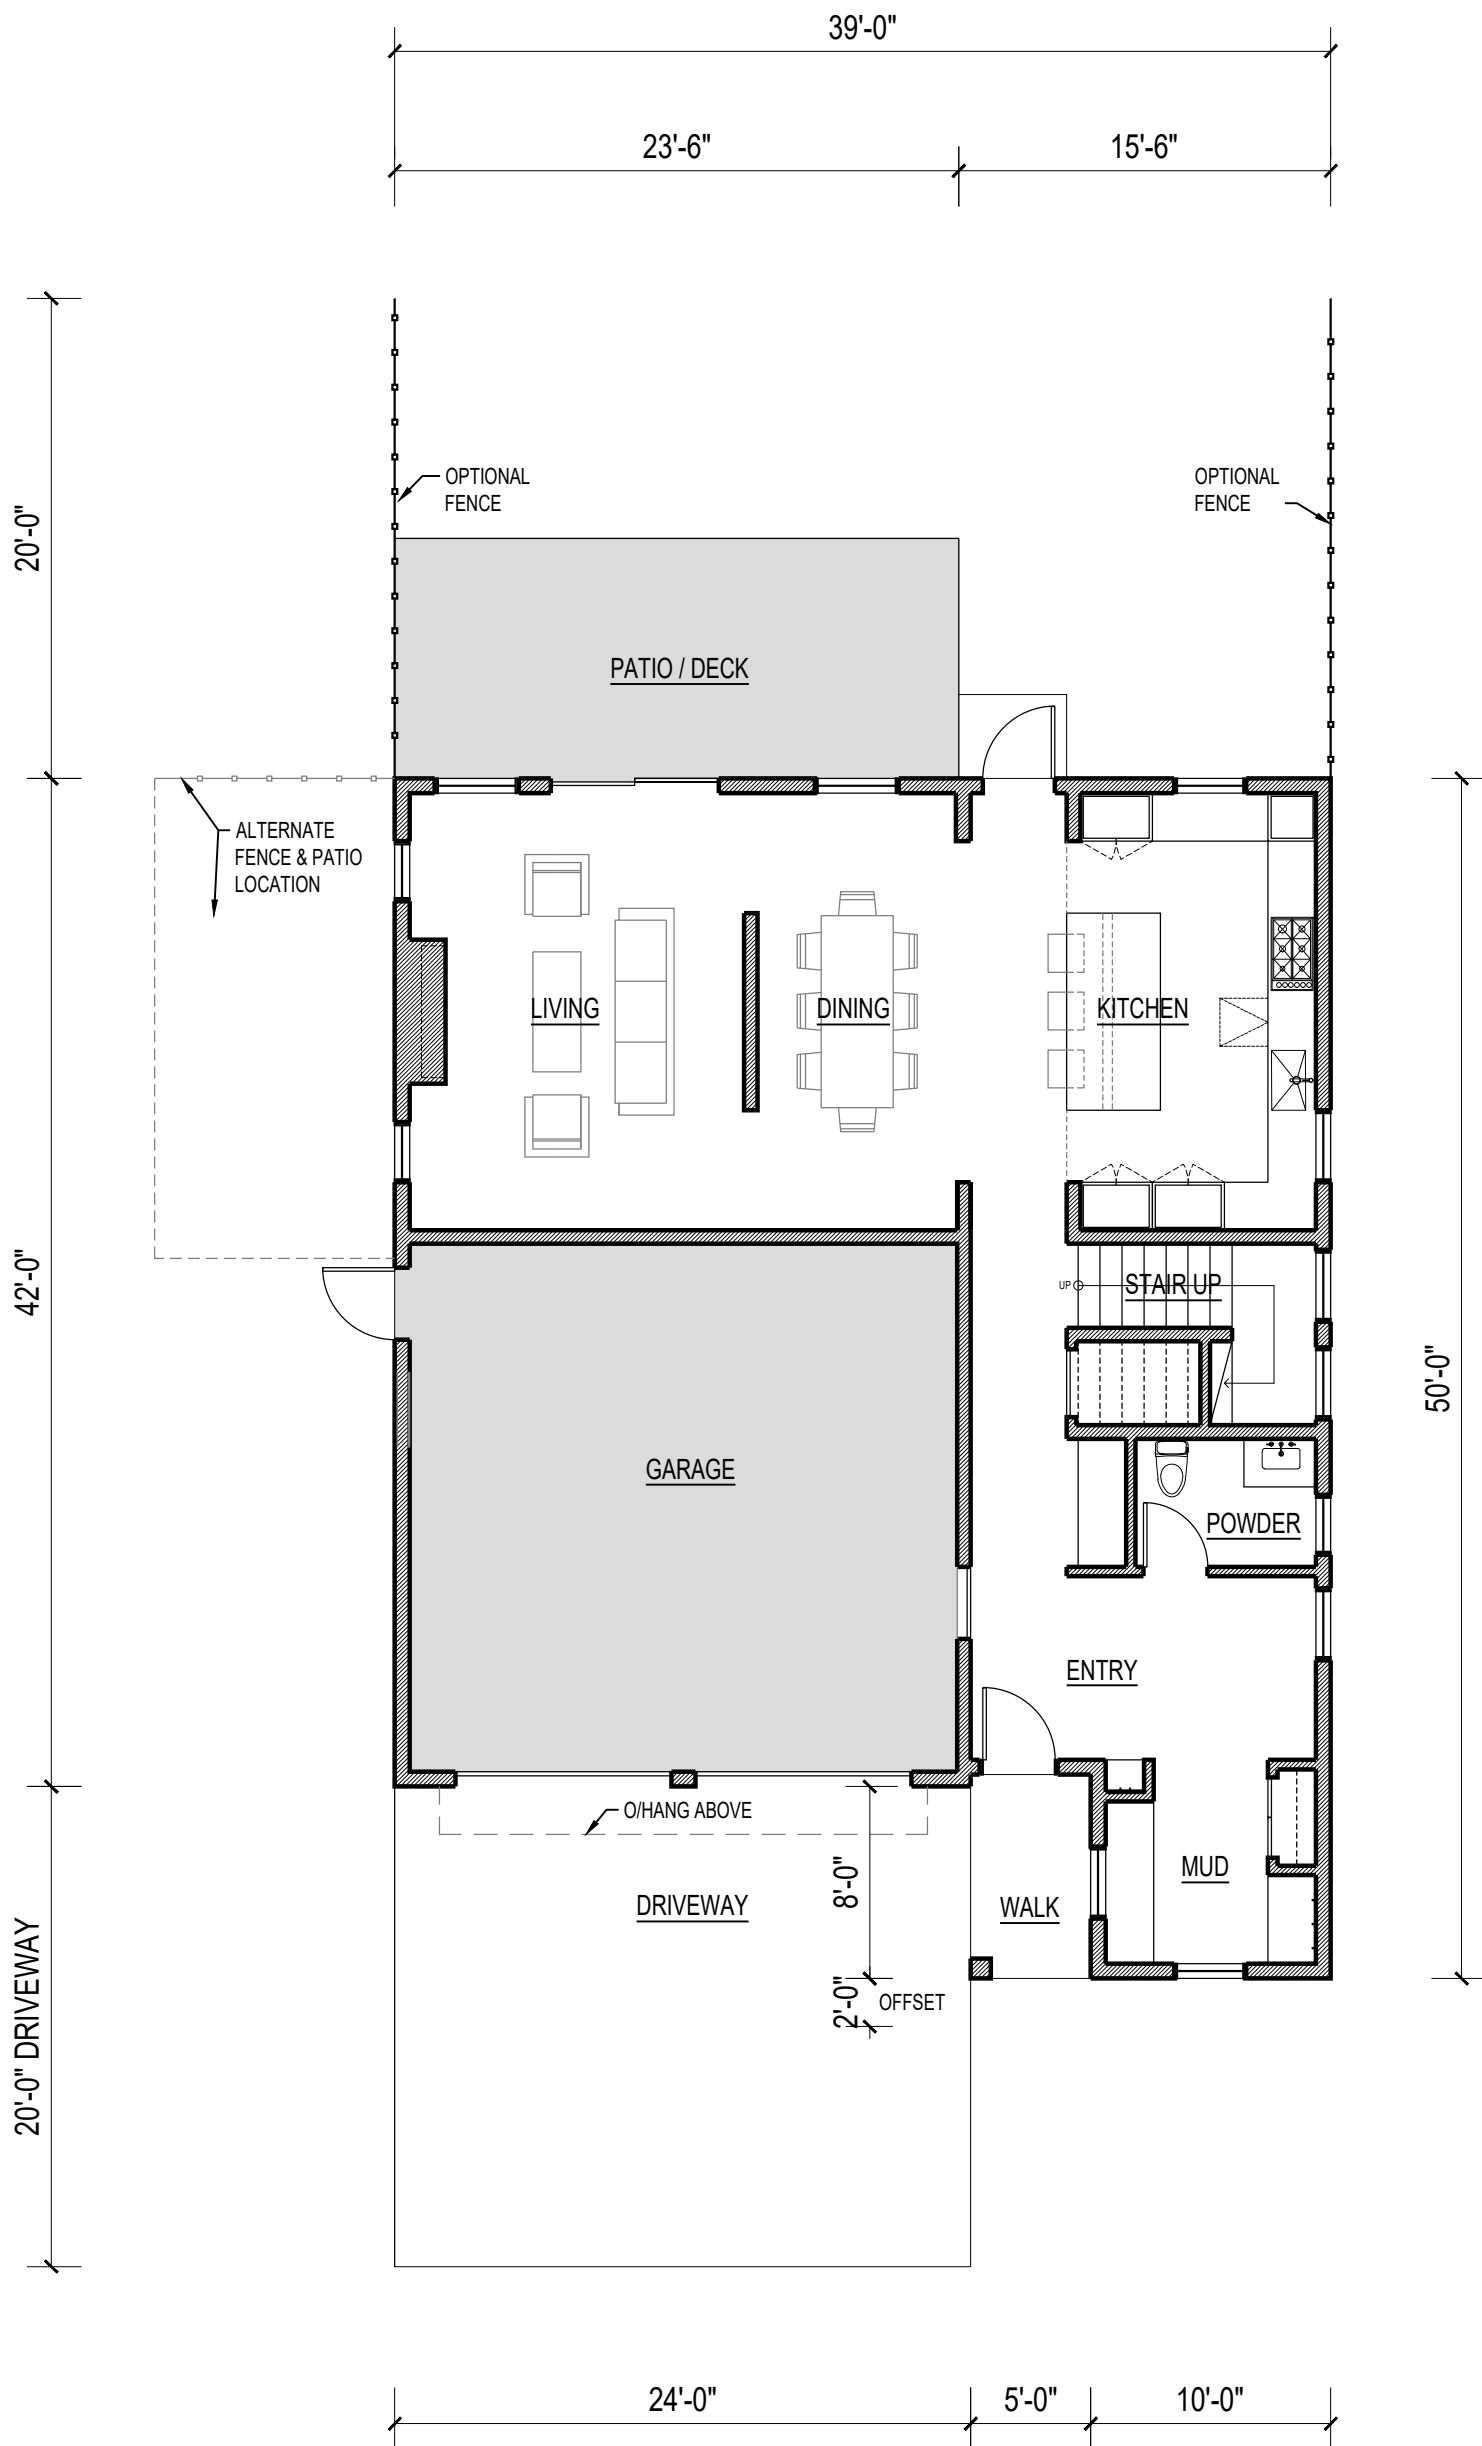 39'-0"
23'-6"
15'-6"
20'-0"
OPTIONAL
FENCE
OPTIONAL
FENCE
PATIO / DECK
ALTERNATE
FENCE & PATIO
LOCATION
LIVING
DINING
KITCHEN
42'-0"
UP
STAIR UP
50'-0"
GARAGE
POWDER
ENTRY
O/HANG ABOVE
MUD
8'-0"
DRIVEWAY
WALK
20'-0" DRIVEWAY
2'-0"
OFFSET
24'-0"
5'-0"
10'-0"